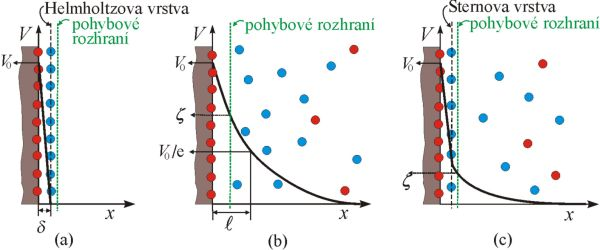 Helmholtzova vrstva
pohybové
rozhraní
V
V₀
δ
x
(a)
pohybové rozhraní
V
V₀
ζ
V₀/e
ℓ
x
(b)
Sternova vrstva
pohybové
rozhraní
V
V₀
ζ
x
(c)